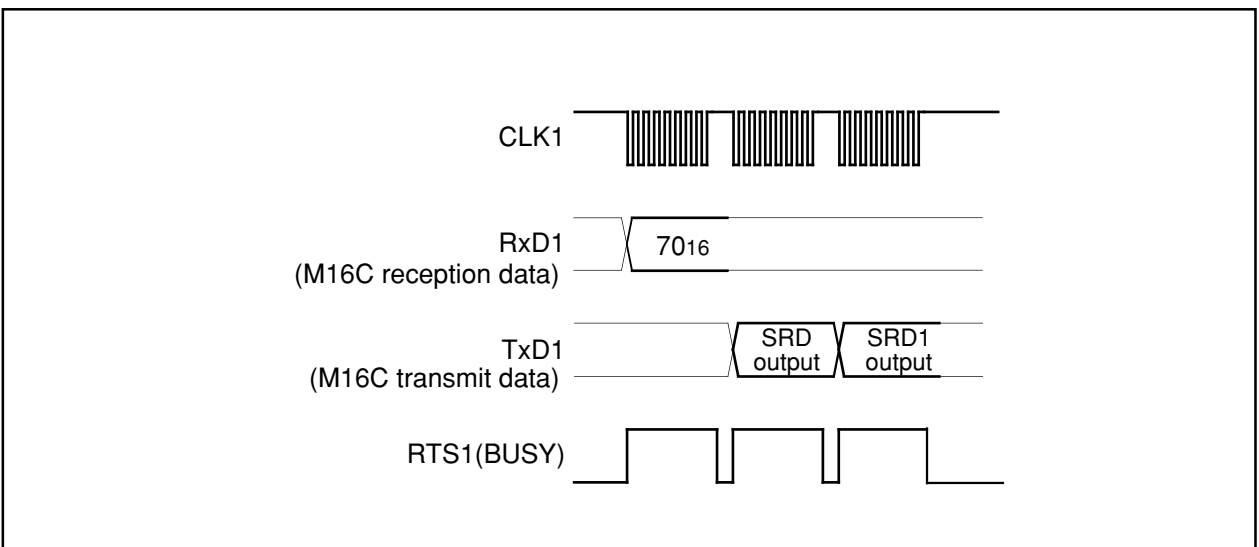 CLK1
RxD1
(M16C reception data)
7016
TxD1
(M16C transmit data)
SRD
output
SRD1
output
RTS1(BUSY)